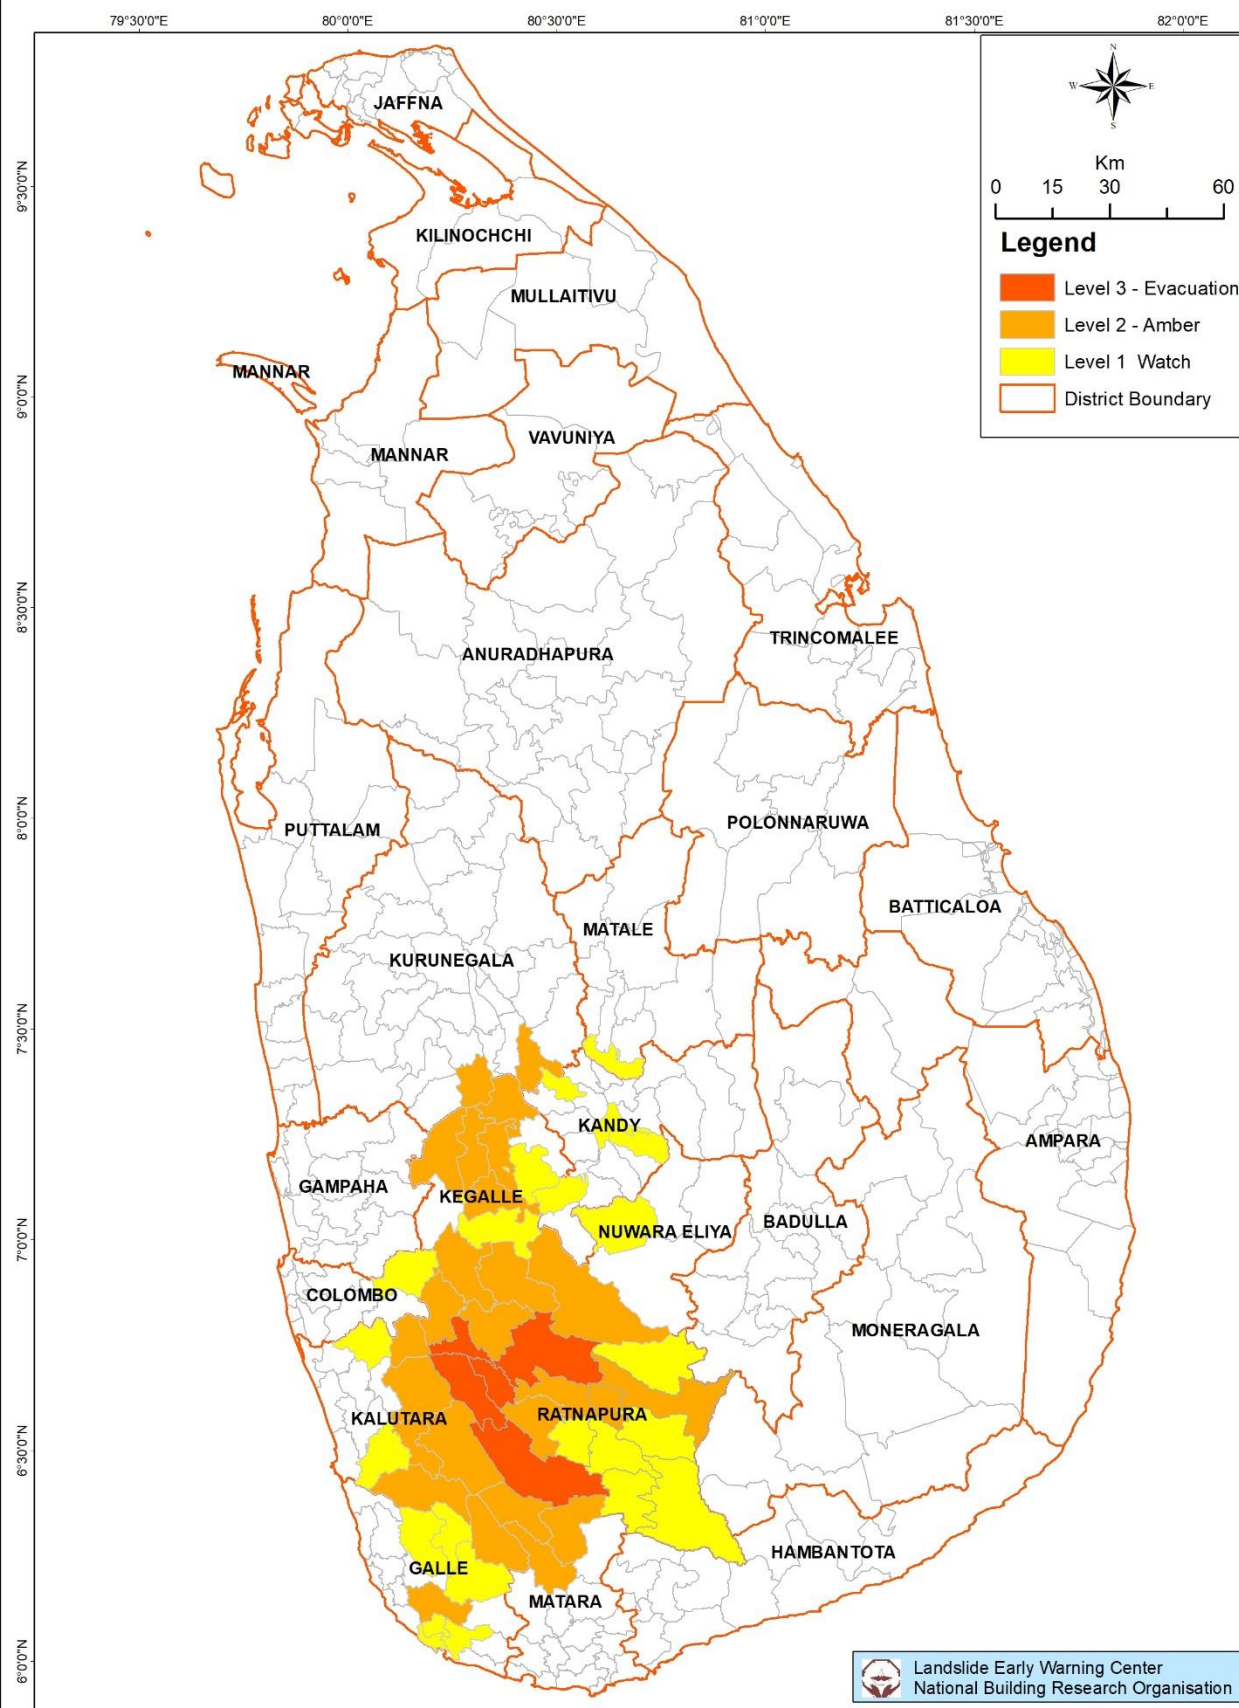 79°30'0"E
80°0'0"E
80°30'0"E
81°0'0"E
81°30'0"E
82°0'0"E
N
W
E
S
Km
0 15 30 60
Legend
Level 3 - Evacuation
Level 2 - Amber
Level 1 Watch
District Boundary
9°30'0"N
9°0'0"N
8°30'0"N
8°0'0"N
7°30'0"N
7°0'0"N
6°30'0"N
6°0'0"N
JAFFNA
KILINOCHCHI
MULLAITIVU
MANNAR
VAVUNIYA
MANNAR
TRINCOMALEE
ANURADHAPURA
POLONNARUWA
PUTTALAM
BATTICALOA
MATALE
KURUNEGALA
KANDY
AMPARA
GAMPAHA
KEGALLE
BADULLA
NUWARA ELIYA
COLOMBO
MONERAGALA
RATNAPURA
KALUTARA
HAMBANTOTA
GALLE
MATARA
Landslide Early Warning Center
National Building Research Organisation